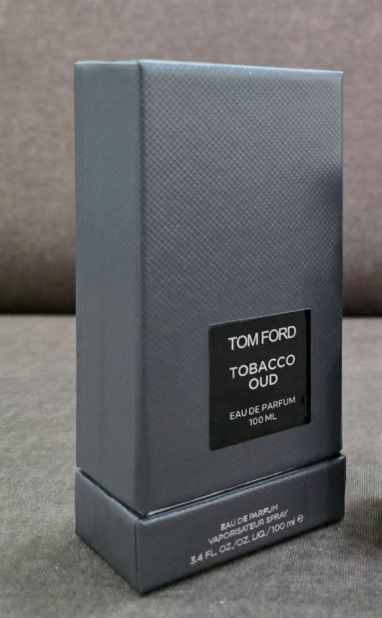 TOM FORD
TOBACCO
OUD
EAU DE PARFUM
100 ML
EAU DE PARFUM
VAPORISATEUR SPRAY
3.4 FL. OZ./OZ. LIQ./100 ml ℮